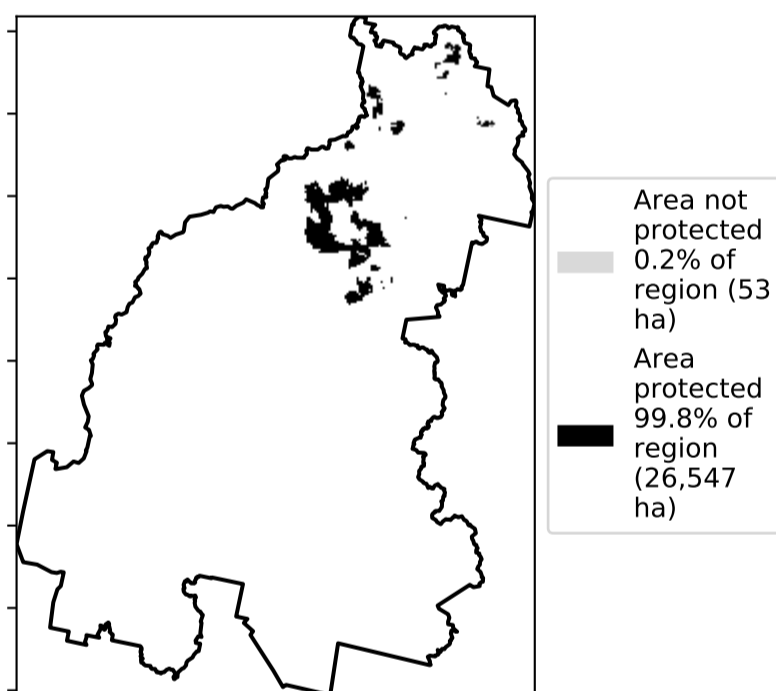 Area not
protected
0.2% of
region (53
ha)
Area
protected
99.8% of
region
(26,547
ha)